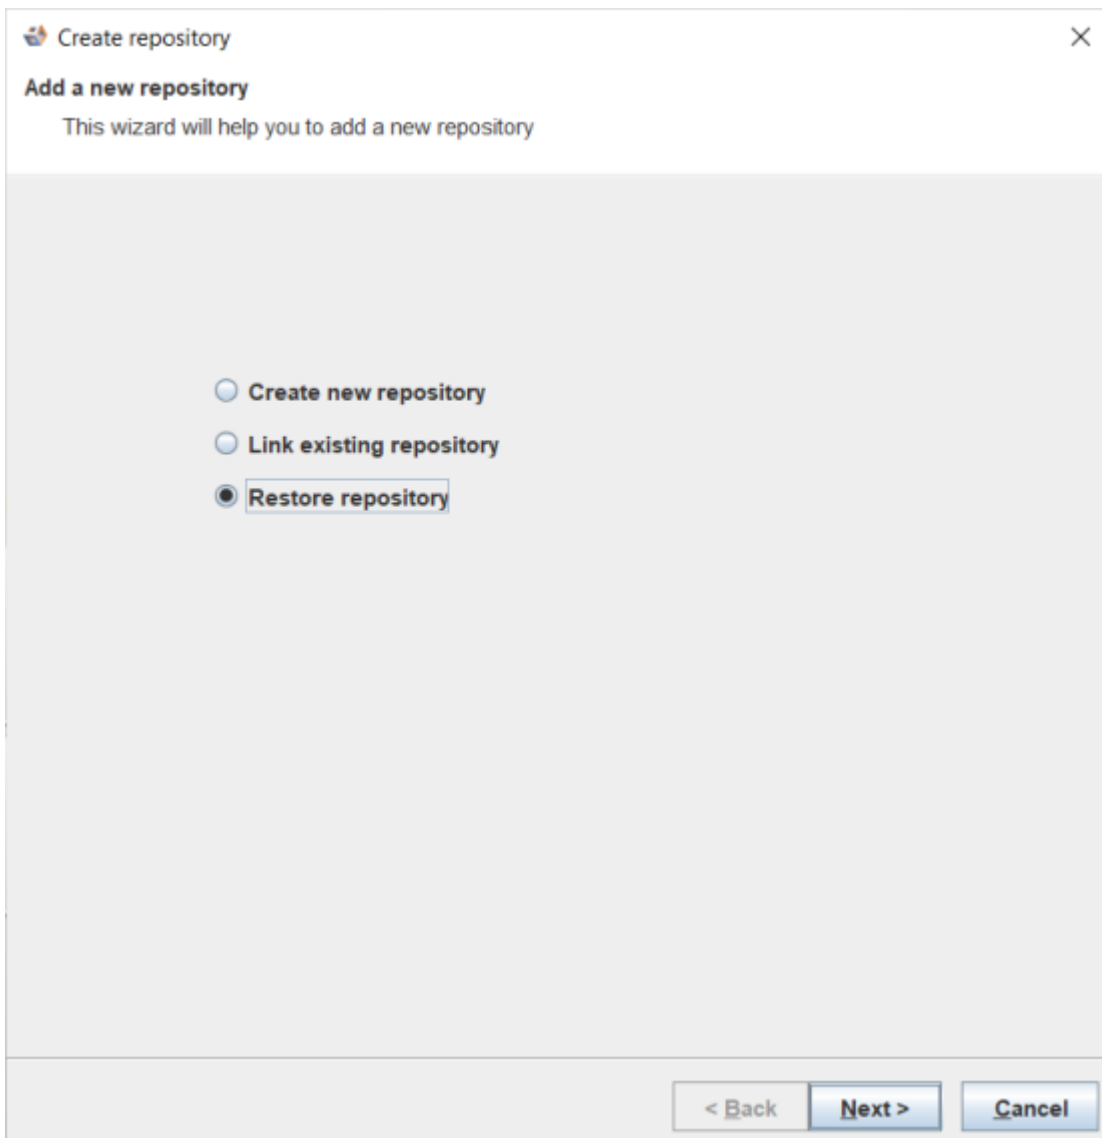 Create repository
Add a new repository
This wizard will help you to add a new repository
Create new repository
Link existing repository
Restore repository
< Back
Next >
Cancel